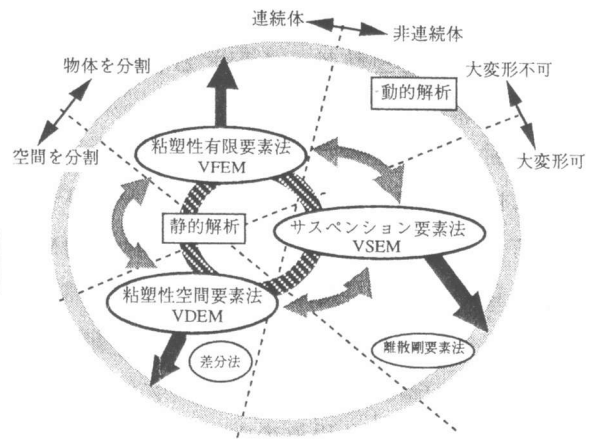 連続体
非連続体
物体を分割
空間を分割
大変形不可
大変形可
動的解析
粘塑性有限要素法
VFEM
静的解析
サスペンション要素法
VSEM
粘塑性空間要素法
VDEM
差分法
離散剛要素法